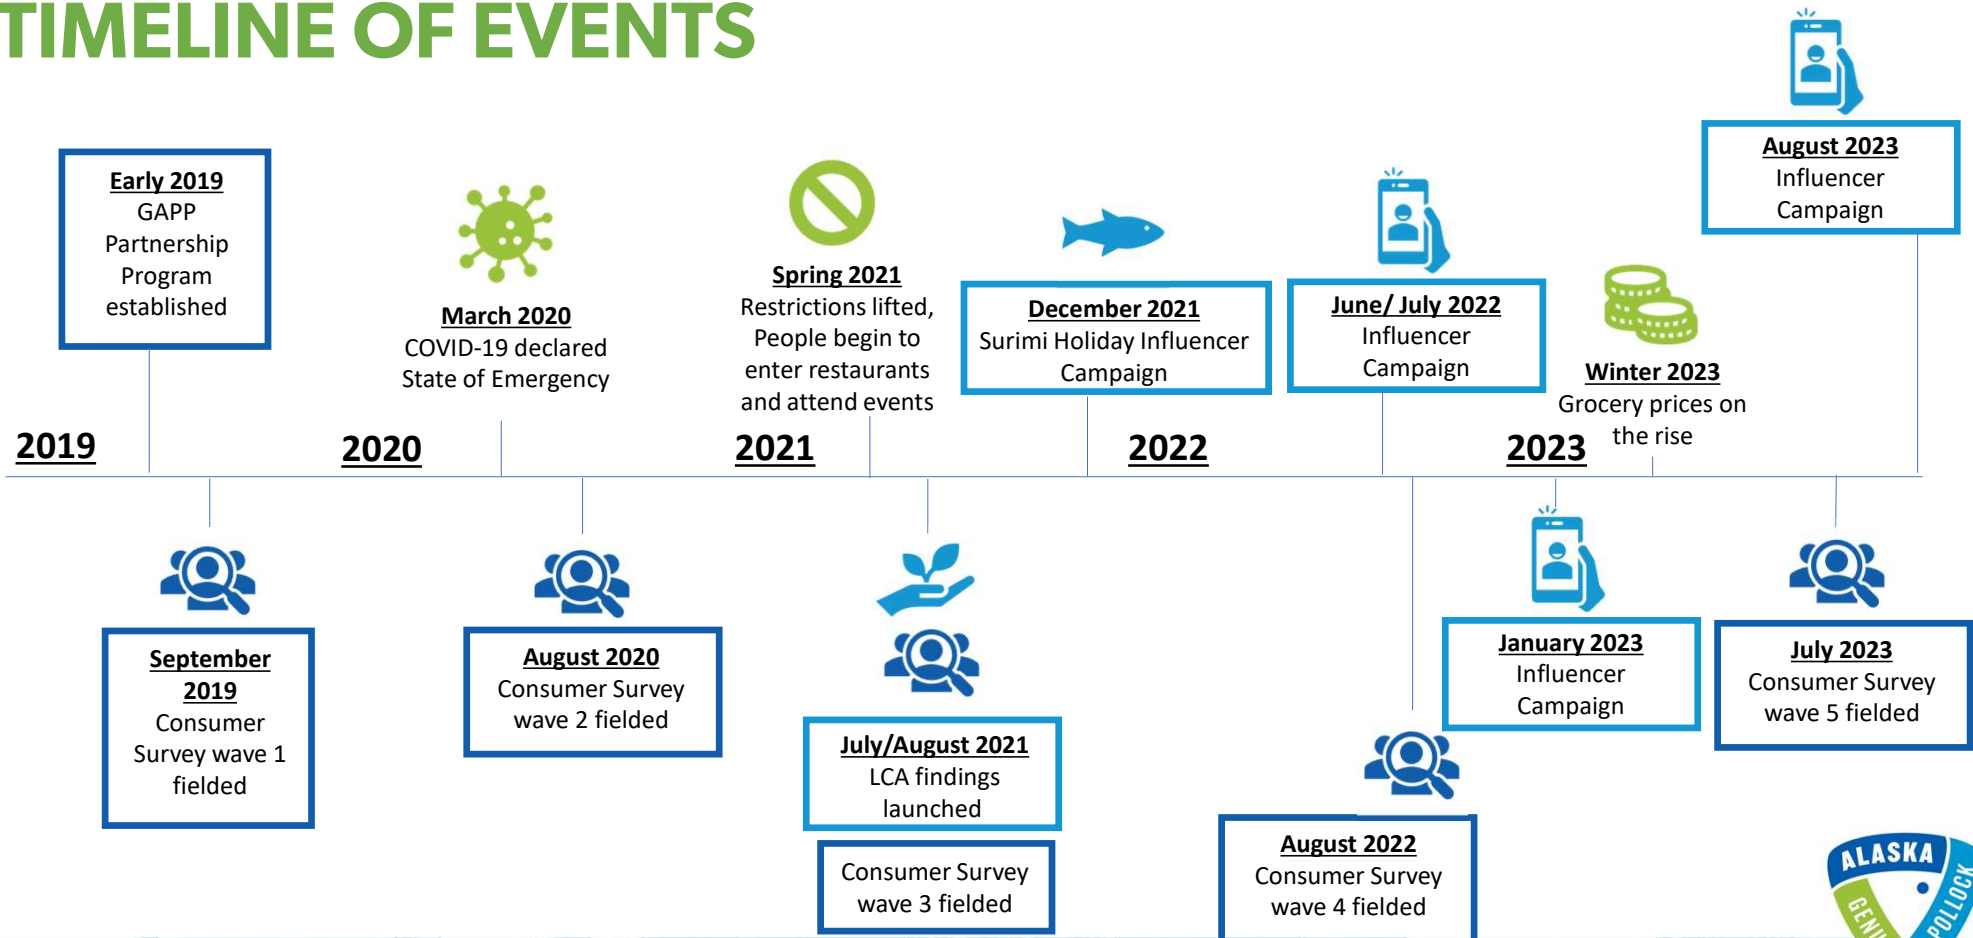 TIMELINE OF EVENTS
Early 2019
GAPP
Partnership
Program
established
March 2020
COVID-19 declared
State of Emergency
Spring 2021
Restrictions lifted,
People begin to
enter restaurants
and attend events
December 2021
Surimi Holiday Influencer
Campaign
June/ July 2022
Influencer
Campaign
Winter 2023
Grocery prices on
the rise
August 2023
Influencer
Campaign
2019
2020
2021
2022
2023
September
2019
Consumer
Survey wave 1
fielded
August 2020
Consumer Survey
wave 2 fielded
July/August 2021
LCA findings
launched
Consumer Survey
wave 3 fielded
August 2022
Consumer Survey
wave 4 fielded
January 2023
Influencer
Campaign
July 2023
Consumer Survey
wave 5 fielded
ALASKA
POLLOCK